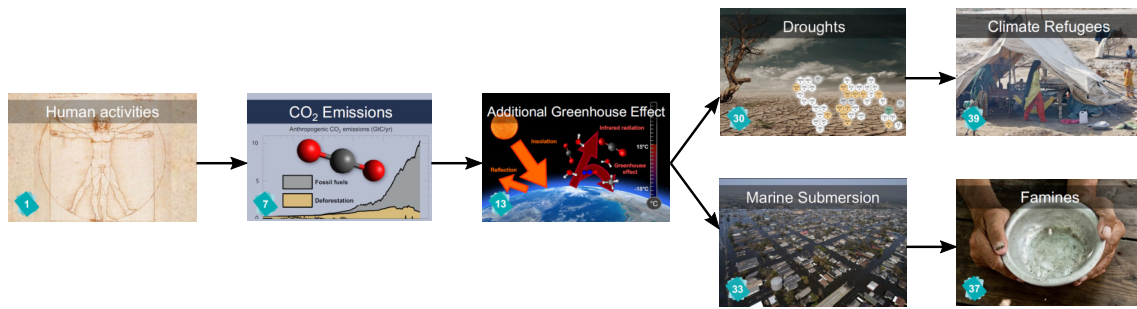 Human activities
1
CO₂ Emissions
Anthropogenic CO₂ emissions (GtC/yr)
10
5
0
Fossil fuels
Deforestation
7
Additional Greenhouse Effect
Insolation
Infrared radiation
Reflection
Greenhouse effect
15°C
-18°C
°C
13
Droughts
30
Climate Refugees
39
Marine Submersion
33
Famines
37